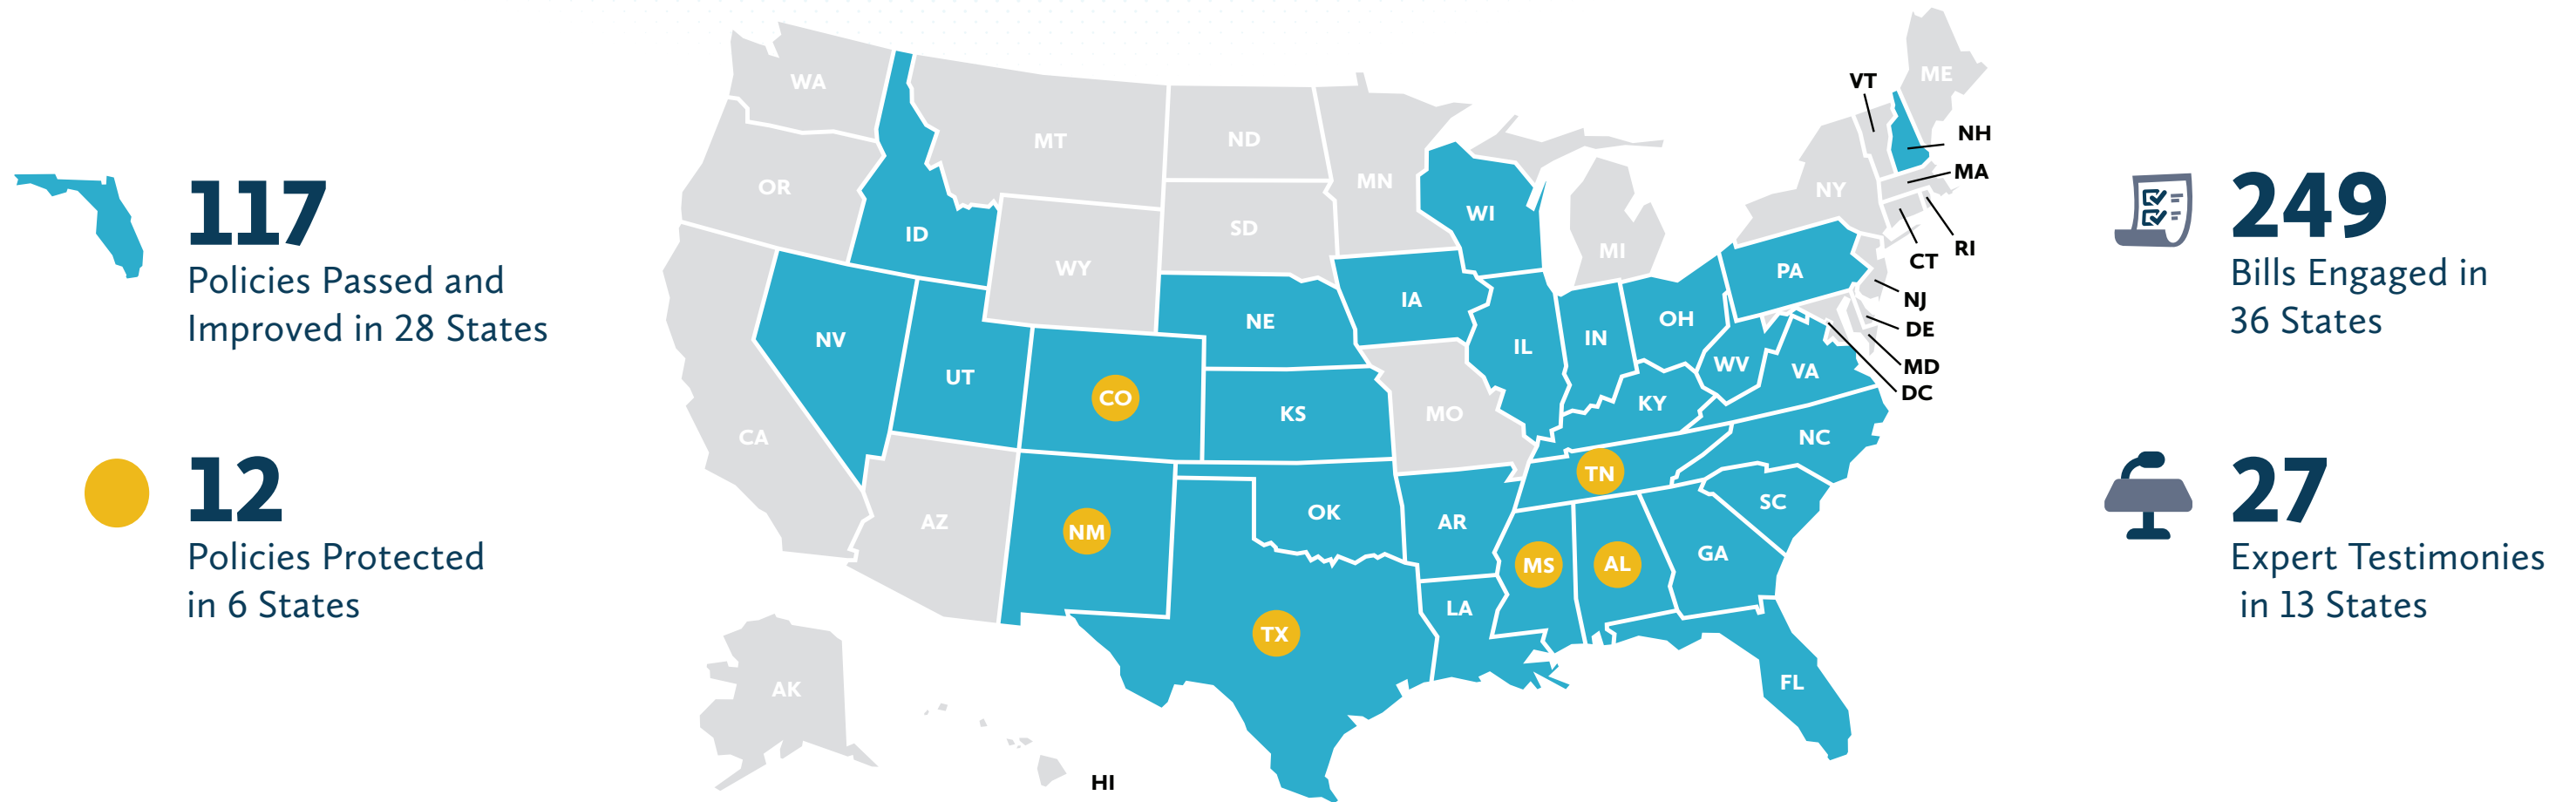 117
Policies Passed and
Improved in 28 States
12
Policies Protected
in 6 States
WA
OR
CA
ID
NV
MT
WY
UT
AZ
CO
NM
ND
SD
NE
KS
OK
TX
MN
IA
MO
AR
LA
WI
IL
MI
IN
OH
KY
TN
MS
AL
GA
FL
SC
NC
VA
WV
PA
NY
ME
VT
NH
MA
RI
CT
NJ
DE
MD
DC
AK
HI
249
Bills Engaged in
36 States
27
Expert Testimonies
in 13 States